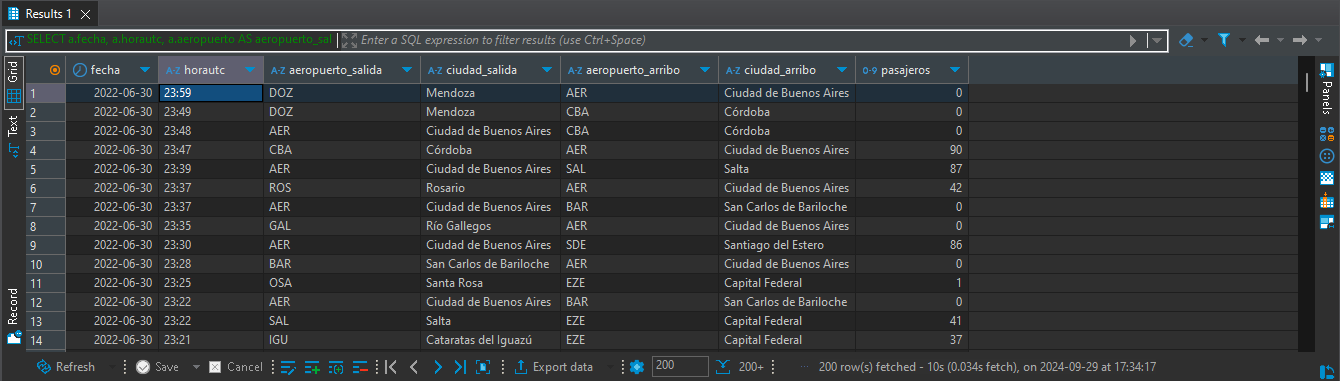 Results 1
SELECT a.fecha, a.horautc, a.aeropuerto AS aeropuerto_sal Enter a SQL expression to filter results (use Ctrl+Space)
Grid
Text
Record
Panels
fecha horautc aeropuerto_salida ciudad_salida aeropuerto_arribo ciudad_arribo pasajeros
1 2022-06-30 23:59 DOZ Mendoza AER Ciudad de Buenos Aires 0
2 2022-06-30 23:49 DOZ Mendoza CBA Córdoba 0
3 2022-06-30 23:48 AER Ciudad de Buenos Aires CBA Córdoba 0
4 2022-06-30 23:47 CBA Córdoba AER Ciudad de Buenos Aires 90
5 2022-06-30 23:39 AER Ciudad de Buenos Aires SAL Salta 87
6 2022-06-30 23:37 ROS Rosario AER Ciudad de Buenos Aires 42
7 2022-06-30 23:37 AER Ciudad de Buenos Aires BAR San Carlos de Bariloche 0
8 2022-06-30 23:35 GAL Río Gallegos AER Ciudad de Buenos Aires 0
9 2022-06-30 23:30 AER Ciudad de Buenos Aires SDE Santiago del Estero 86
10 2022-06-30 23:28 BAR San Carlos de Bariloche AER Ciudad de Buenos Aires 0
11 2022-06-30 23:25 OSA Santa Rosa EZE Capital Federal 1
12 2022-06-30 23:22 AER Ciudad de Buenos Aires BAR San Carlos de Bariloche 0
13 2022-06-30 23:22 SAL Salta EZE Capital Federal 41
14 2022-06-30 23:21 IGU Cataratas del Iguazú EZE Capital Federal 37
Refresh Save Cancel Export data 200 200+ 200 row(s) fetched - 10s (0.034s fetch), on 2024-09-29 at 17:34:17